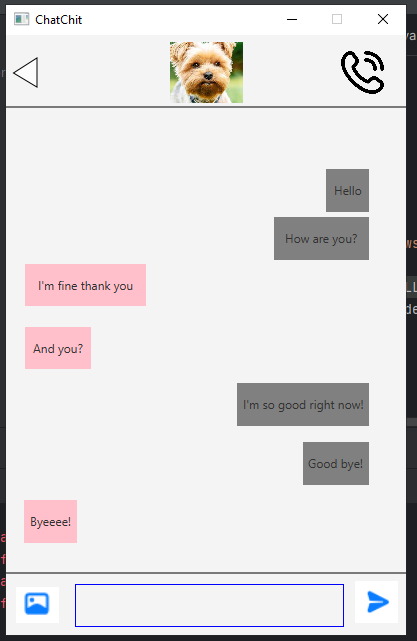 ChatChit
Hello
How are you?
I'm fine thank you
And you?
I'm so good right now!
Good bye!
Byeeee!